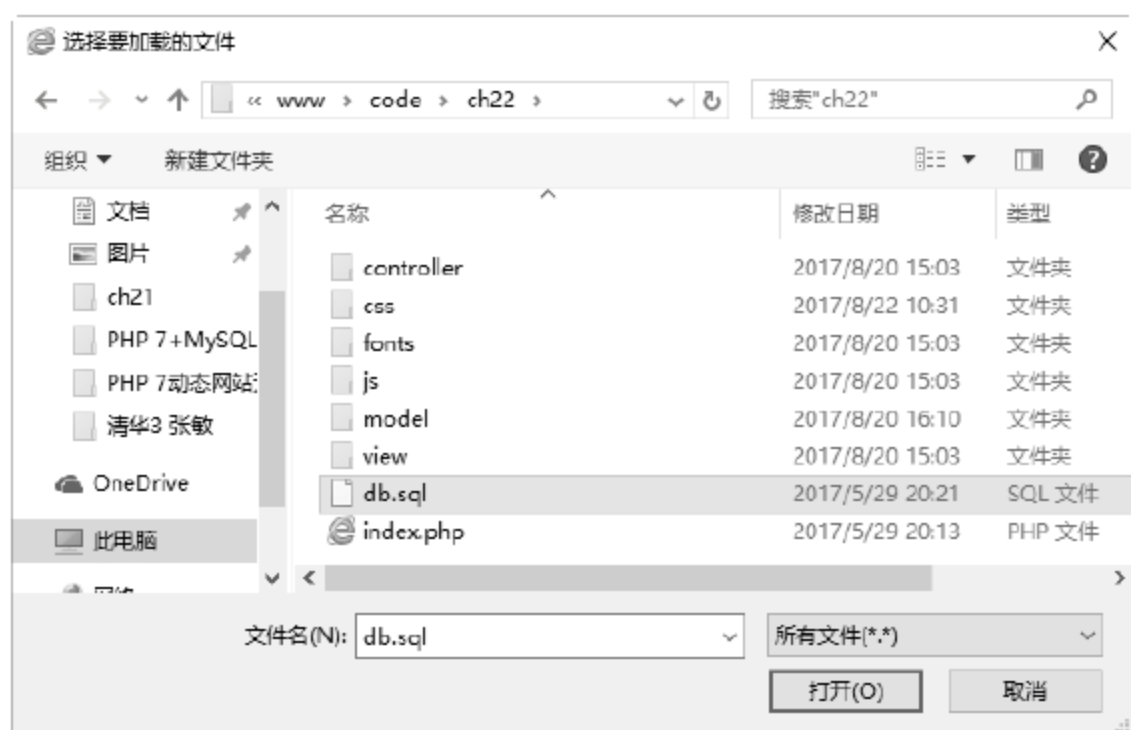 选择要加载的文件
« www › code › ch22 ›
搜索"ch22"
组织
新建文件夹
文档
图片
ch21
PHP 7+MySQL
PHP 7动态网站
清华3 张敏
OneDrive
此电脑
名称 修改日期 类型
controller 2017/8/20 15:03 文件夹
css 2017/8/22 10:31 文件夹
fonts 2017/8/20 15:03 文件夹
js 2017/8/20 15:03 文件夹
model 2017/8/20 16:10 文件夹
view 2017/8/20 15:03 文件夹
db.sql 2017/5/29 20:21 SQL 文件
index.php 2017/5/29 20:13 PHP 文件
文件名(N): db.sql
所有文件(*.*)
打开(O)
取消